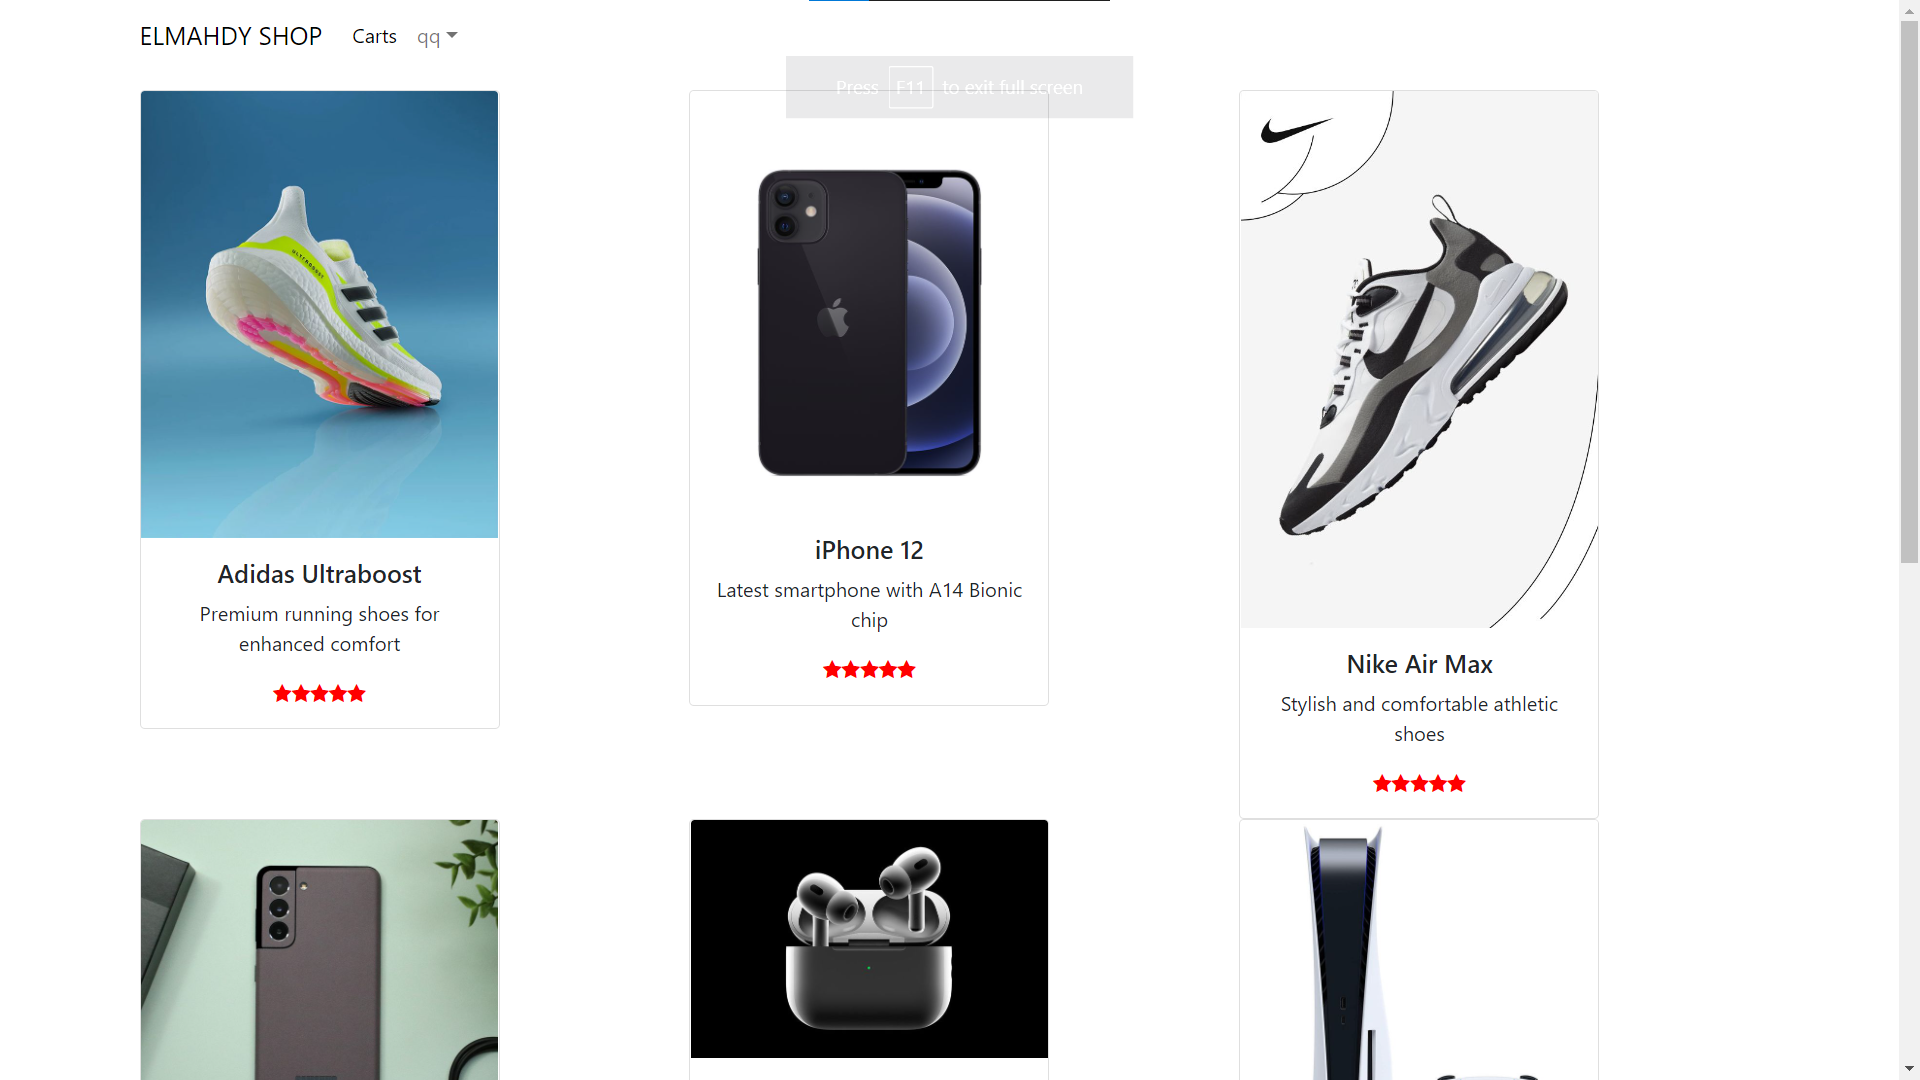 ELMAHDY SHOP Carts qq
Press F11 to exit full screen
ULTRABOOST
Adidas Ultraboost
Premium running shoes for
enhanced comfort
iPhone 12
Latest smartphone with A14 Bionic
chip
Nike Air Max
Stylish and comfortable athletic
shoes